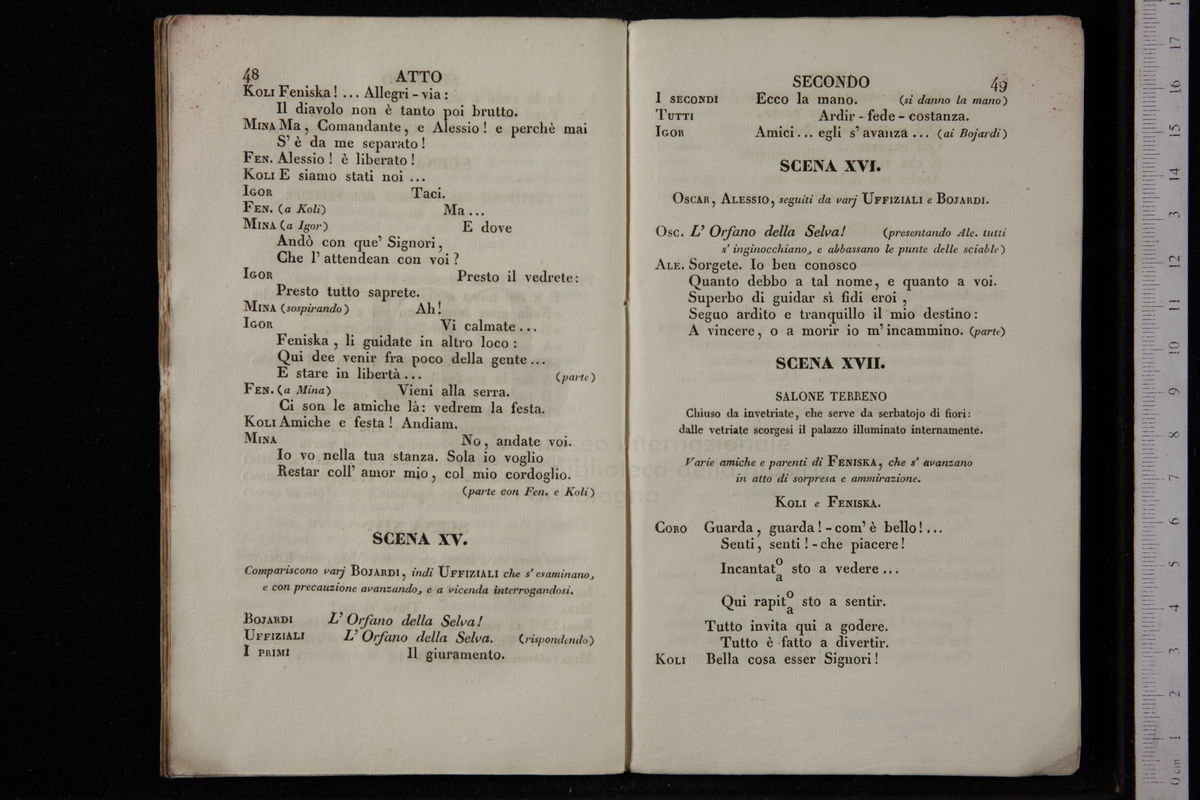 48 ATTO
KOLI Feniska! ... Allegri - via:
Il diavolo non è tanto poi brutto.
MINA Ma, Comandante, e Alessio! e perchè mai
S' è da me separato!
FEN. Alessio! è liberato!
KOLI E siamo stati noi ...
IGOR Taci.
FEN. (a Koli) Ma...
MINA (a Igor) E dove
Andò con que' Signori,
Che l' attendean con voi?
IGOR Presto il vedrete:
Presto tutto saprete.
MINA (sospirando) Ah!
IGOR Vi calmate...
Feniska, li guidate in altro loco:
Qui dee venir fra poco della gente...
E stare in libertà... (parte)
FEN. (a Mina) Vieni alla serra.
Ci son le amiche là: vedrem la festa.
KOLI Amiche e festa! Andiam.
MINA No, andate voi.
Io vo nella tua stanza. Sola io voglio
Restar coll' amor mio, col mio cordoglio.
(parte con Fen. e Koli)
SCENA XV.
Compariscono varj BOJARDI, indi UFFIZIALI che s' esaminano,
e con precauzione avanzando, e a vicenda interrogandosi.
BOJARDI L' Orfano della Selva!
UFFIZIALI L' Orfano della Selva. (rispondendo)
I PRIMI Il giuramento.
SECONDO 49
I SECONDI Ecco la mano. (si danno la mano)
TUTTI Ardir - fede - costanza.
IGOR Amici... egli s' avanza... (ai Bojardi)
SCENA XVI.
OSCAR, ALESSIO, seguiti da varj UFFIZIALI e BOJARDI.
OSC. L' Orfano della Selva! (presentando Ale. tutti
s' inginocchiano, e abbassano le punte delle sciable)
ALE. Sorgete. Io ben conosco
Quanto debbo a tal nome, e quanto a voi.
Superbo di guidar sì fidi eroi,
Seguo ardito e tranquillo il mio destino:
A vincere, o a morir io m' incammino. (parte)
SCENA XVII.
SALONE TERRENO
Chiuso da invetriate, che serve da serbatojo di fiori:
dalle vetriate scorgesi il palazzo illuminato internamente.
Varie amiche e parenti di FENISKA, che s' avanzano
in atto di sorpresa e ammirazione.
KOLI e FENISKA.
CORO Guarda, guarda! - com' è bello!...
Senti, senti! - che piacere!
Incantat o/a sto a vedere...
Qui rapit o/a sto a sentir.
Tutto invita qui a godere.
Tutto è fatto a divertir.
KOLI Bella cosa esser Signori!